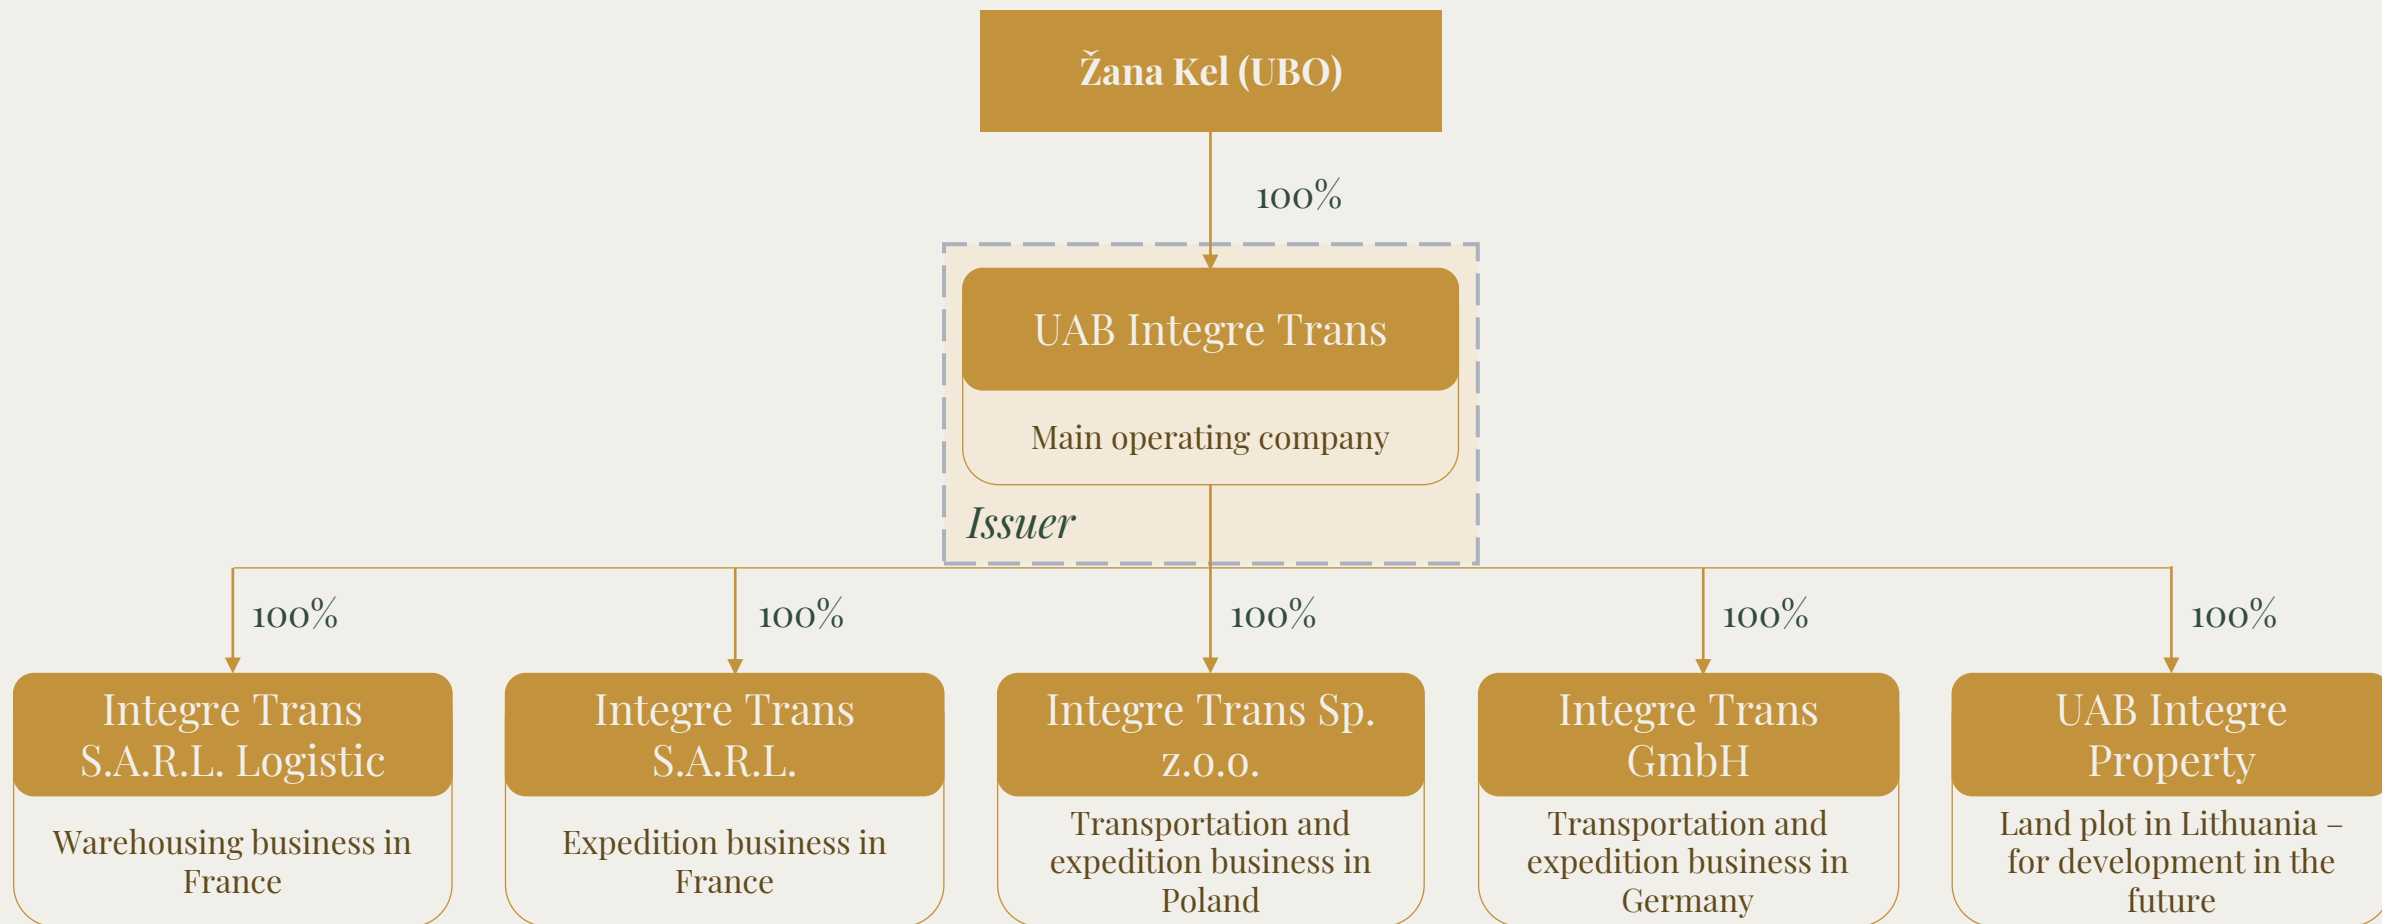 Žana Kel (UBO)
100%
UAB Integre Trans
Main operating company
Issuer
100%
100%
100%
100%
100%
Integre Trans
S.A.R.L. Logistic
Warehousing business in
France
Integre Trans
S.A.R.L.
Expedition business in
France
Integre Trans Sp.
z.o.o.
Transportation and
expedition business in
Poland
Integre Trans
GmbH
Transportation and
expedition business in
Germany
UAB Integre
Property
Land plot in Lithuania –
for development in the
future